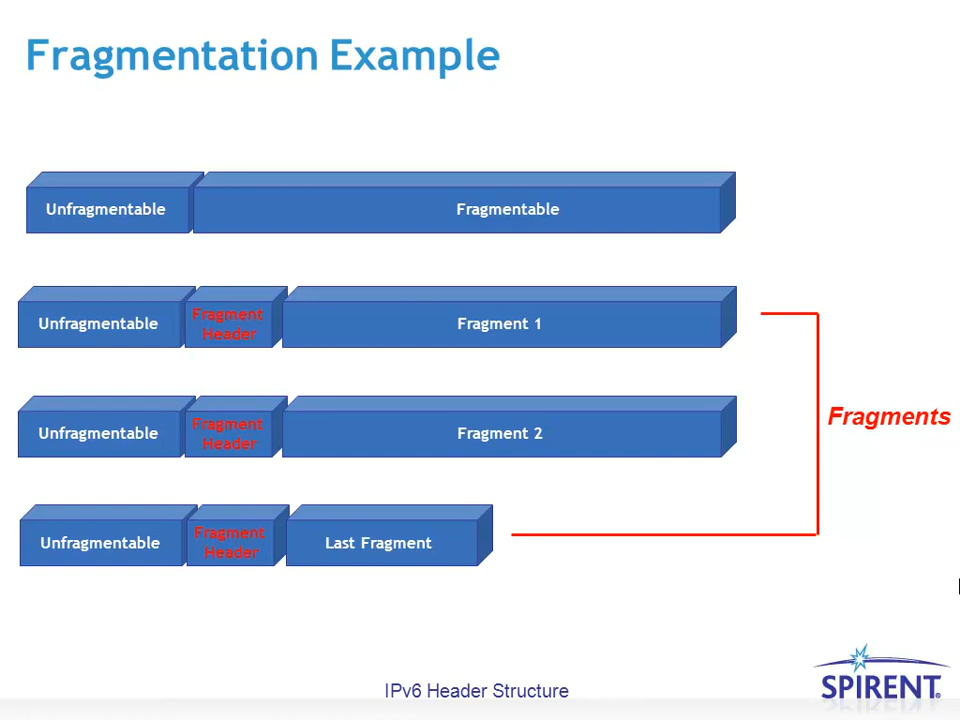 Fragmentation Example
Unfragmentable Fragmentable
Unfragmentable Fragment Header Fragment 1
Unfragmentable Fragment Header Fragment 2
Unfragmentable Fragment Header Last Fragment
Fragments
IPv6 Header Structure
SPIRENT®